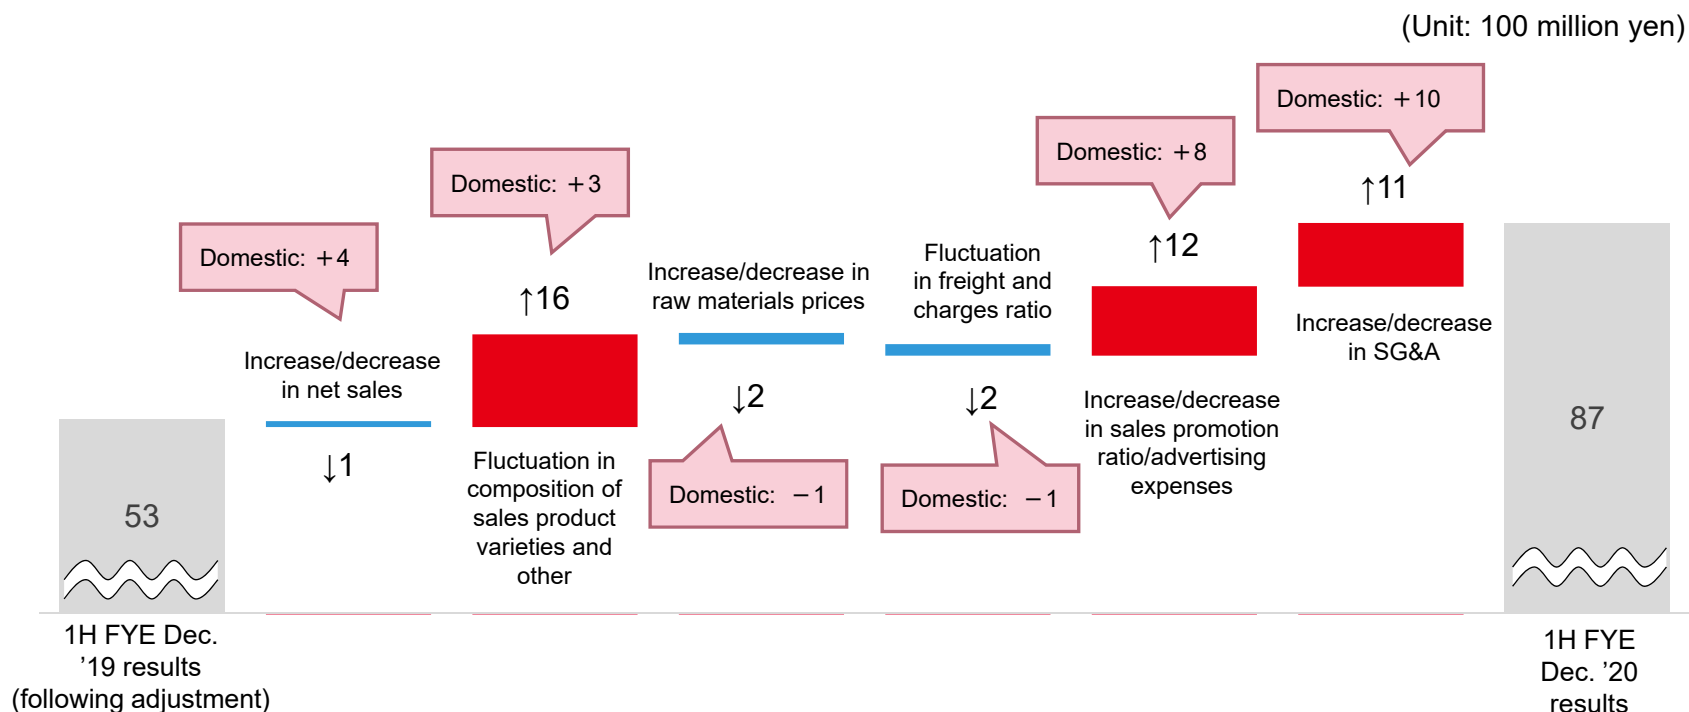 (Unit: 100 million yen)
Domestic: +10
↑11
Domestic: +8
↑12
Domestic: +3
↑16
Domestic: +4
Increase/decrease
in net sales
↓1
Fluctuation in
composition of
sales product
varieties and
other
Increase/decrease in
raw materials prices
↓2
Domestic: －1
Fluctuation
in freight and
charges ratio
↓2
Domestic: －1
Increase/decrease
in sales promotion
ratio/advertising
expenses
Increase/decrease
in SG&A
53
87
1H FYE Dec.
’19 results
(following adjustment)
1H FYE
Dec. ’20
results